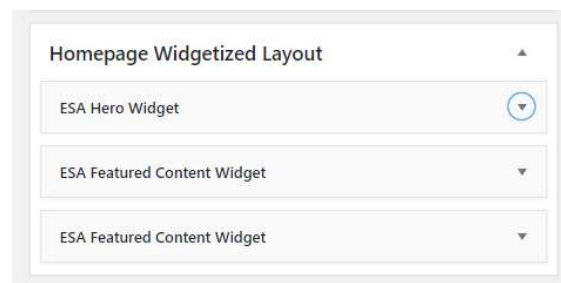 Homepage Widgetized Layout
ESA Hero Widget
ESA Featured Content Widget
ESA Featured Content Widget